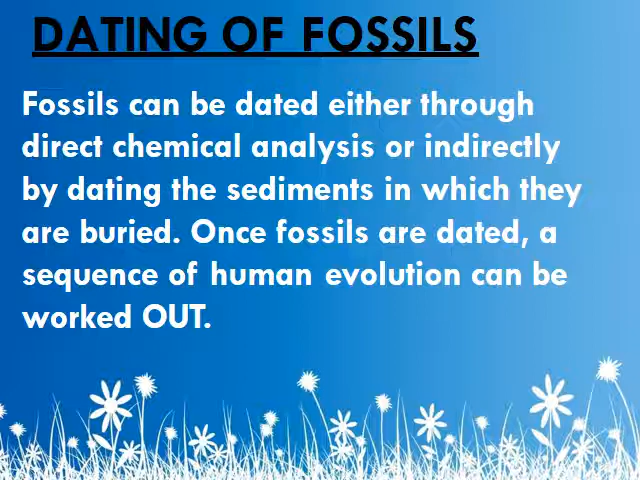 DATING OF FOSSILS
Fossils can be dated either through
direct chemical analysis or indirectly
by dating the sediments in which they
are buried. Once fossils are dated, a
sequence of human evolution can be
worked OUT.